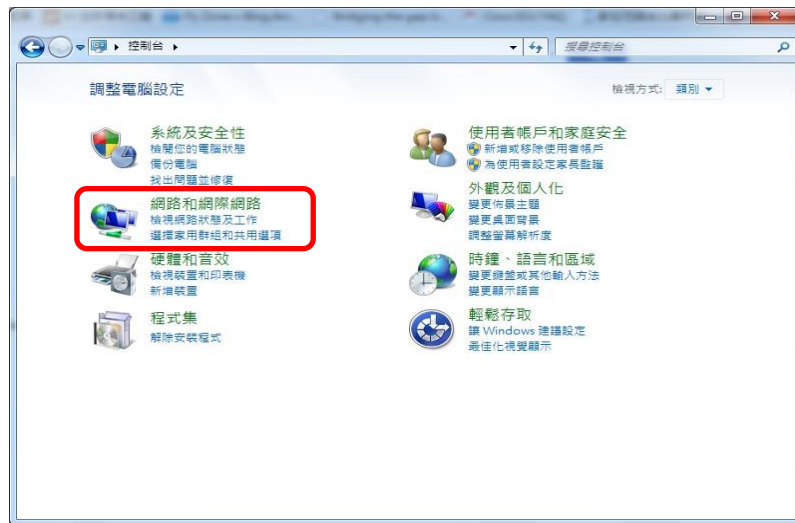 控制台
搜尋控制台
調整電腦設定
檢視方式: 類別
系統及安全性
檢閱您的電腦狀態
備份電腦
找出問題並修復
網路和網際網路
檢視網路狀態及工作
選擇家用群組和共用選項
硬體和音效
檢視裝置和印表機
新增裝置
程式集
解除安裝程式
使用者帳戶和家庭安全
新增或移除使用者帳戶
為使用者設定家長監護
外觀及個人化
變更佈景主題
變更桌面背景
調整螢幕解析度
時鐘、語言和區域
變更鍵盤或其他輸入方法
變更顯示語言
輕鬆存取
讓 Windows 建議設定
最佳化視覺顯示